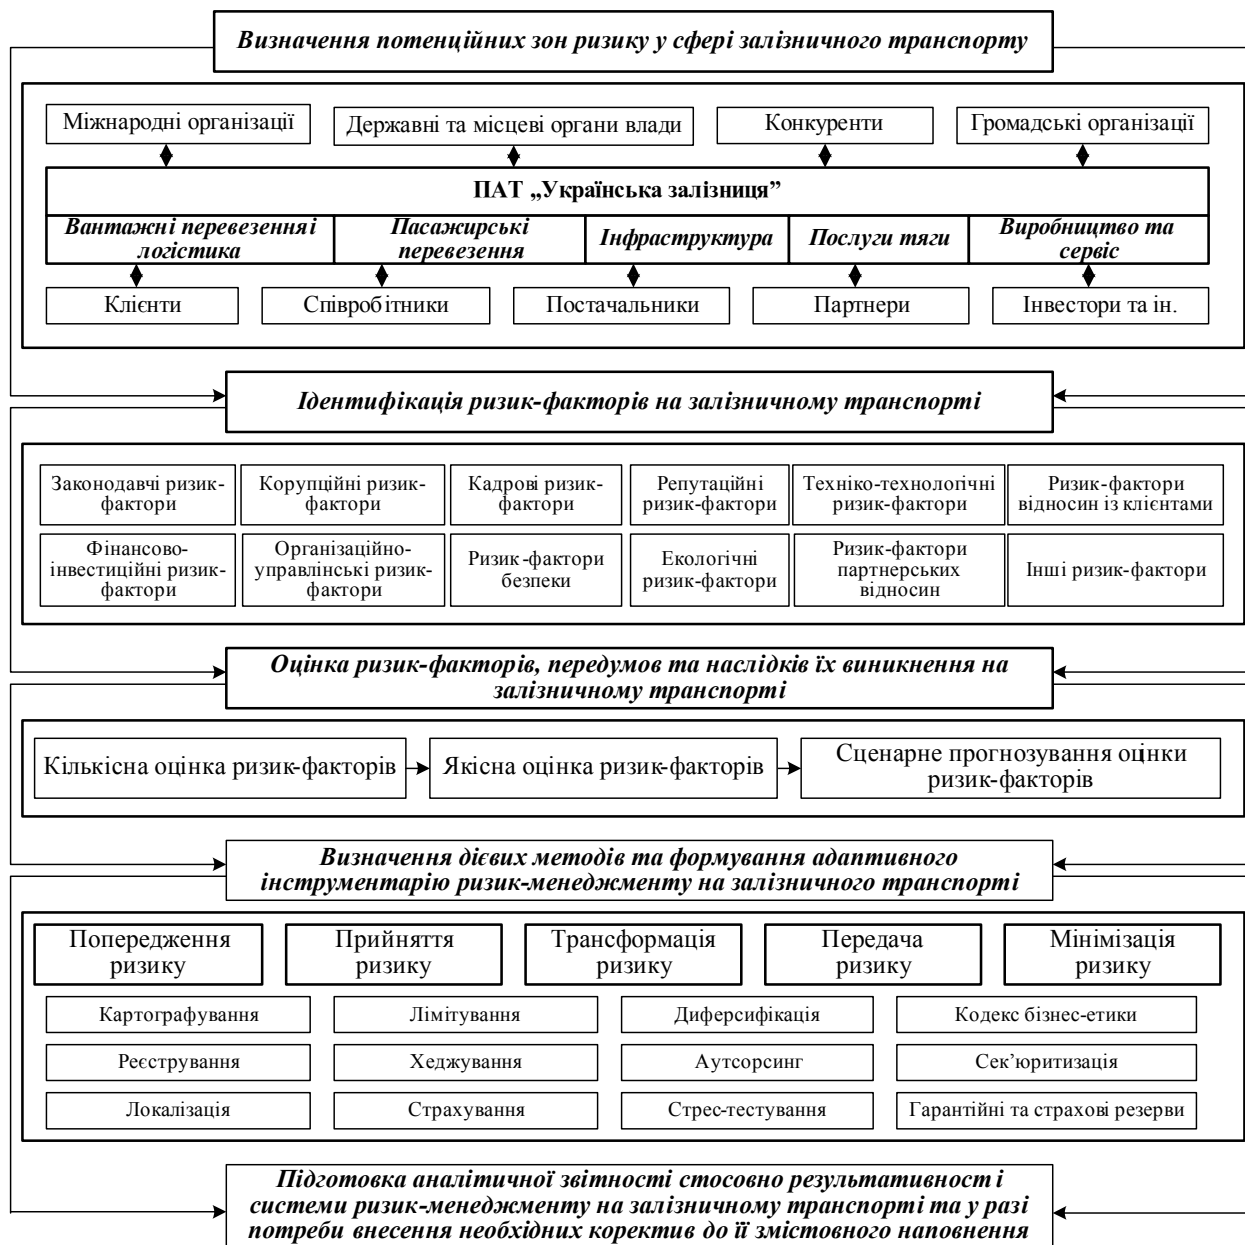 Визначення потенційних зон ризику у сфері залізничного транспорту
Міжнародні організації
Державні та місцеві органи влади
Конкуренти
Громадські організації
ПАТ „Українська залізниця”
Вантажні перевезенняі
логістика
Пасажирські
перевезення
Інфраструктура
Послуги тяги
Виробництво та
сервіс
Клієнти
Співробітники
Постачальники
Партнери
Інвестори та ін.
Ідентифікація ризик-факторів на залізничному транспорті
Законодавчі ризик-
фактори
Корупційні ризик-
фактори
Кадрові ризик-
фактори
Репутаційні
ризик-фактори
Техніко-технологічні
ризик-фактори
Ризик-фактори
відносин із клієнтами
Фінансово-
інвестиційні ризик-
фактори
Організаційно-
управлінські ризик-
фактори
Ризик-фактори
безпеки
Екологічні
ризик-фактори
Ризик-фактори
партнерських
відносин
Інші ризик-фактори
Оцінка ризик-факторів, передумов та наслідків їх виникнення на
залізничному транспорті
Кількісна оцінка ризик-факторів
Якісна оцінка ризик-факторів
Сценарне прогнозування оцінки
ризик-факторів
Визначення дієвих методів та формування адаптивного
інструментарію ризик-менеджменту на залізничного транспорті
Попередження
ризику
Прийняття
ризику
Трансформація
ризику
Передача
ризику
Мінімізація
ризику
Картографування
Лімітування
Диферсифікація
Кодекс бізнес-етики
Реєстрування
Хеджування
Аутсорсинг
Сек’юритизація
Локалізація
Страхування
Стрес-тестування
Гарантійні та страхові резерви
Підготовка аналітичної звітності стосовно результативності
системи ризик-менеджменту на залізничному транспорті та у разі
потреби внесення необхідних коректив до її змістовного наповнення